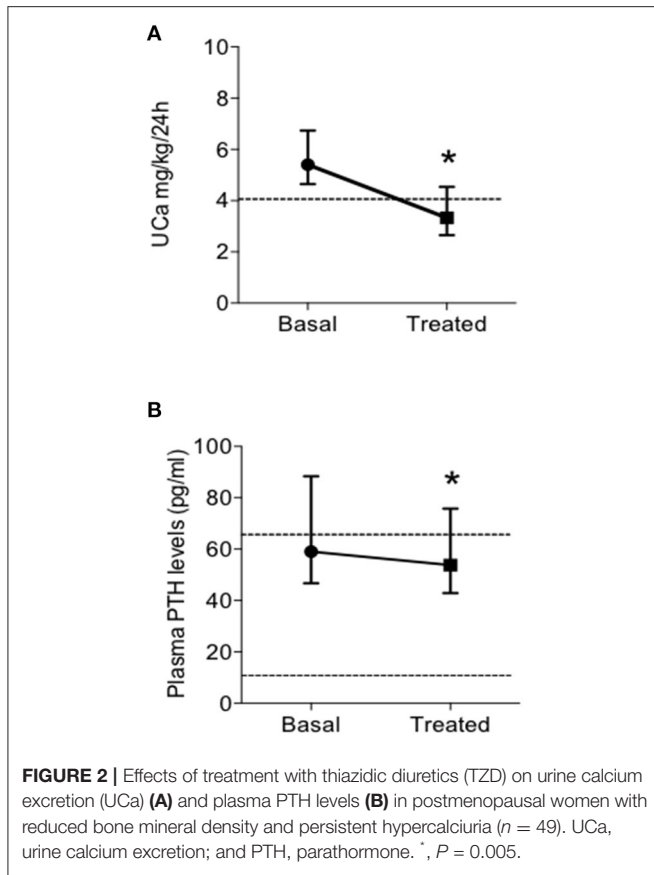 A
10
8
6
4
2
0
UCa mg/kg/24h
*
Basal Treated
B
100
80
60
40
20
0
Plasma PTH levels (pg/ml)
*
Basal Treated
FIGURE 2 | Effects of treatment with thiazidic diuretics (TZD) on urine calcium
excretion (UCa) (A) and plasma PTH levels (B) in postmenopausal women with
reduced bone mineral density and persistent hypercalciuria (n = 49). UCa,
urine calcium excretion; and PTH, parathormone. *, P = 0.005.